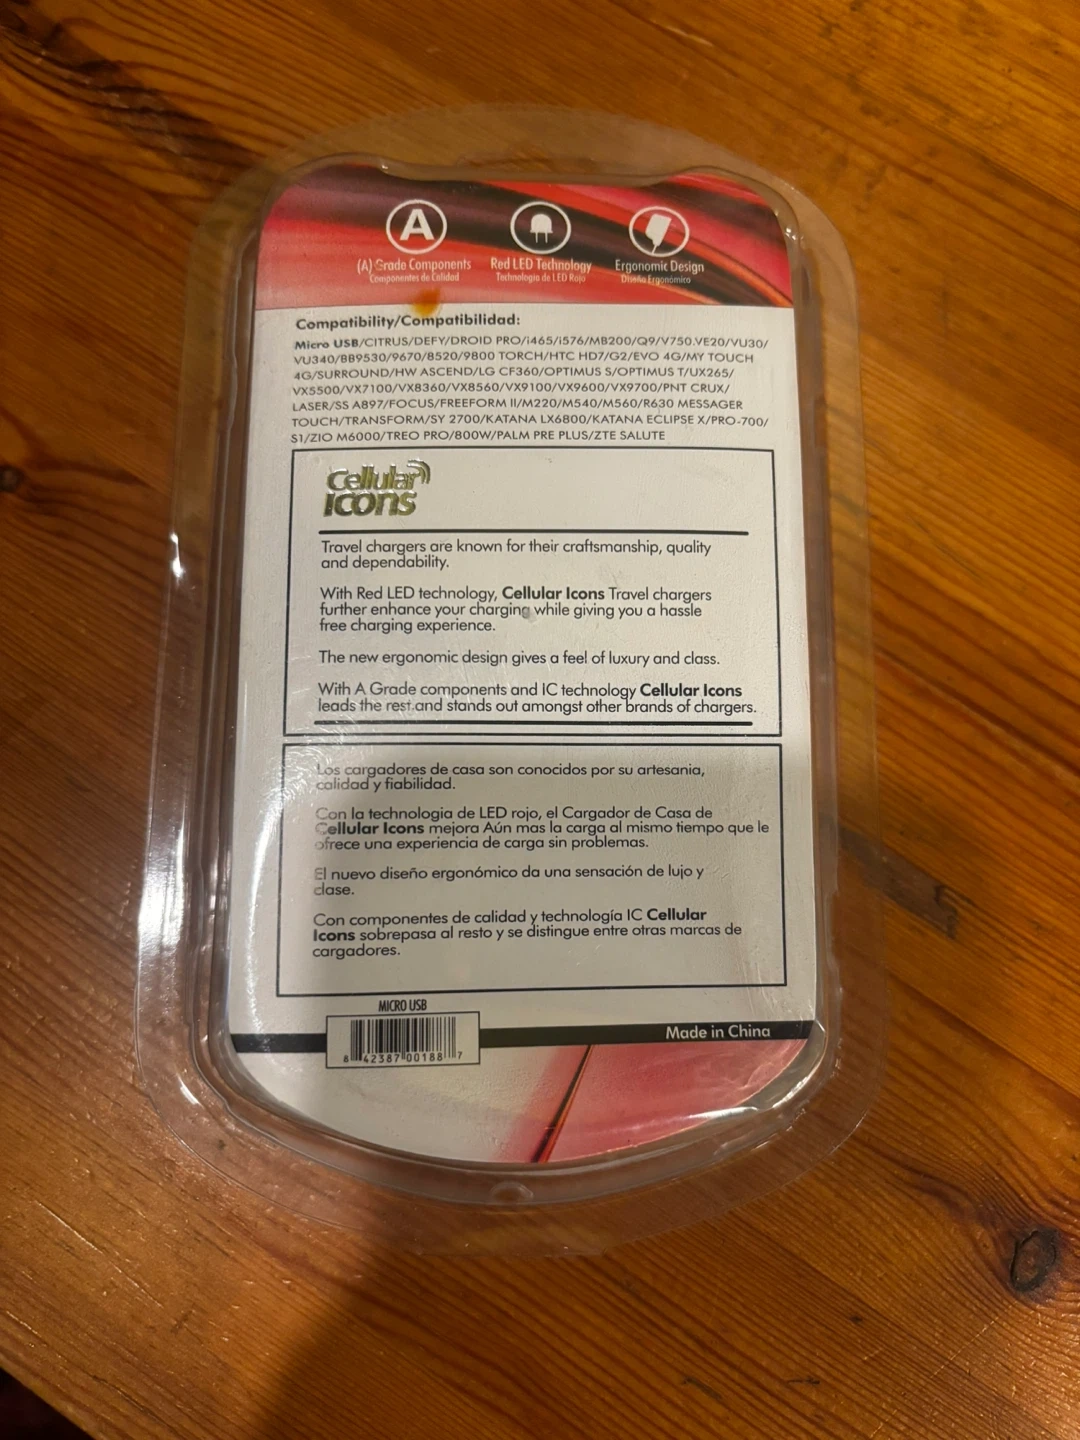 A
(A) Grade Components
Componentes de Calidad
Red LED Technology
Technologia de LED Rojo
Ergonomic Design
Diseño Ergonómico
Compatibility/Compatibilidad:
Micro USB/CITRUS/DEFY/DROID PRO/i465/i576/MB200/Q9/V750.VE20/VU30/
VU340/BB9530/9670/8520/9800 TORCH/HTC HD7/G2/EVO 4G/MY TOUCH
4G/SURROUND/HW ASCEND/LG CF360/OPTIMUS S/OPTIMUS T/UX265/
VX5500/VX7100/VX8360/VX8560/VX9100/VX9600/VX9700/PNT CRUX/
LASER/SS A897/FOCUS/FREEFORM II/M220/M540/M560/R630 MESSAGER
TOUCH/TRANSFORM/SY 2700/KATANA LX6800/KATANA ECLIPSE X/PRO-700/
S1/ZIO M6000/TREO PRO/800W/PALM PRE PLUS/ZTE SALUTE
Cellular
icons
Travel chargers are known for their craftsmanship, quality
and dependability.
With Red LED technology, Cellular Icons Travel chargers
further enhance your charging while giving you a hassle
free charging experience.
The new ergonomic design gives a feel of luxury and class.
With A Grade components and IC technology Cellular Icons
leads the rest.and stands out amongst other brands of chargers.
Los cargadores de casa son conocidos por su artesania,
calidad y fiabilidad.
Con la technologia de LED rojo, el Cargador de Casa de
Cellular Icons mejora Aún mas la carga al mismo tiempo que le
ofrece una experiencia de carga sin problemas.
El nuevo diseño ergonómico da una sensación de lujo y
clase.
Con componentes de calidad y technología IC Cellular
Icons sobrepasa al resto y se distingue entre otras marcas de
cargadores.
MICRO USB
8 42387 00188 7
Made in China